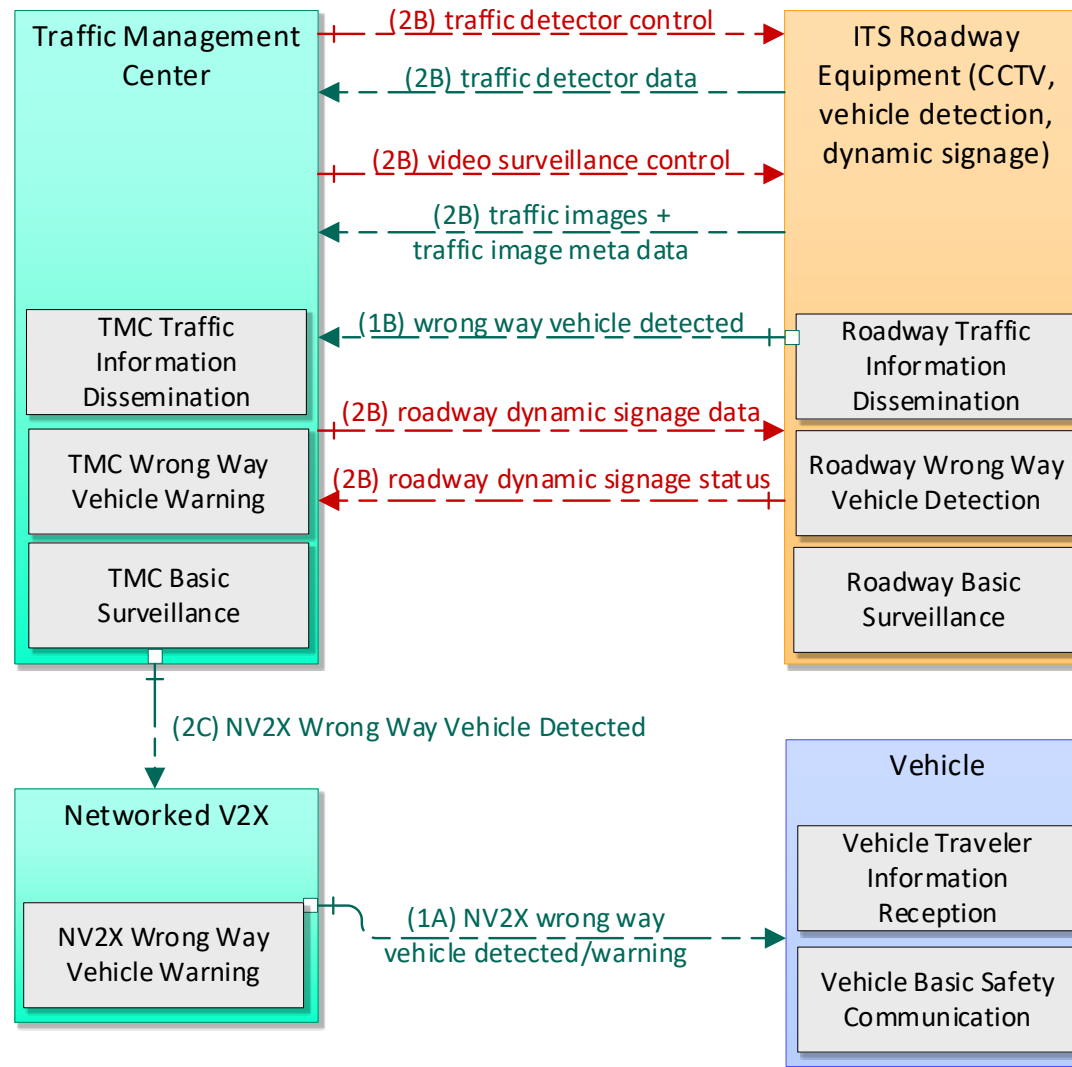 Traffic Management
Center
(2B) traffic detector control
ITS Roadway
Equipment (CCTV,
vehicle detection,
dynamic signage)
(2B) traffic detector data
(2B) video surveillance control
(2B) traffic images +
traffic image meta data
(1B) wrong way vehicle detected
TMC Traffic
Information
Dissemination
Roadway Traffic
Information
Dissemination
(2B) roadway dynamic signage data
TMC Wrong Way
Vehicle Warning
Roadway Wrong Way
Vehicle Detection
(2B) roadway dynamic signage status
TMC Basic
Surveillance
Roadway Basic
Surveillance
(2C) NV2X Wrong Way Vehicle Detected
Networked V2X
Vehicle
NV2X Wrong Way
Vehicle Warning
(1A) NV2X wrong way
vehicle detected/warning
Vehicle Traveler
Information
Reception
Vehicle Basic Safety
Communication